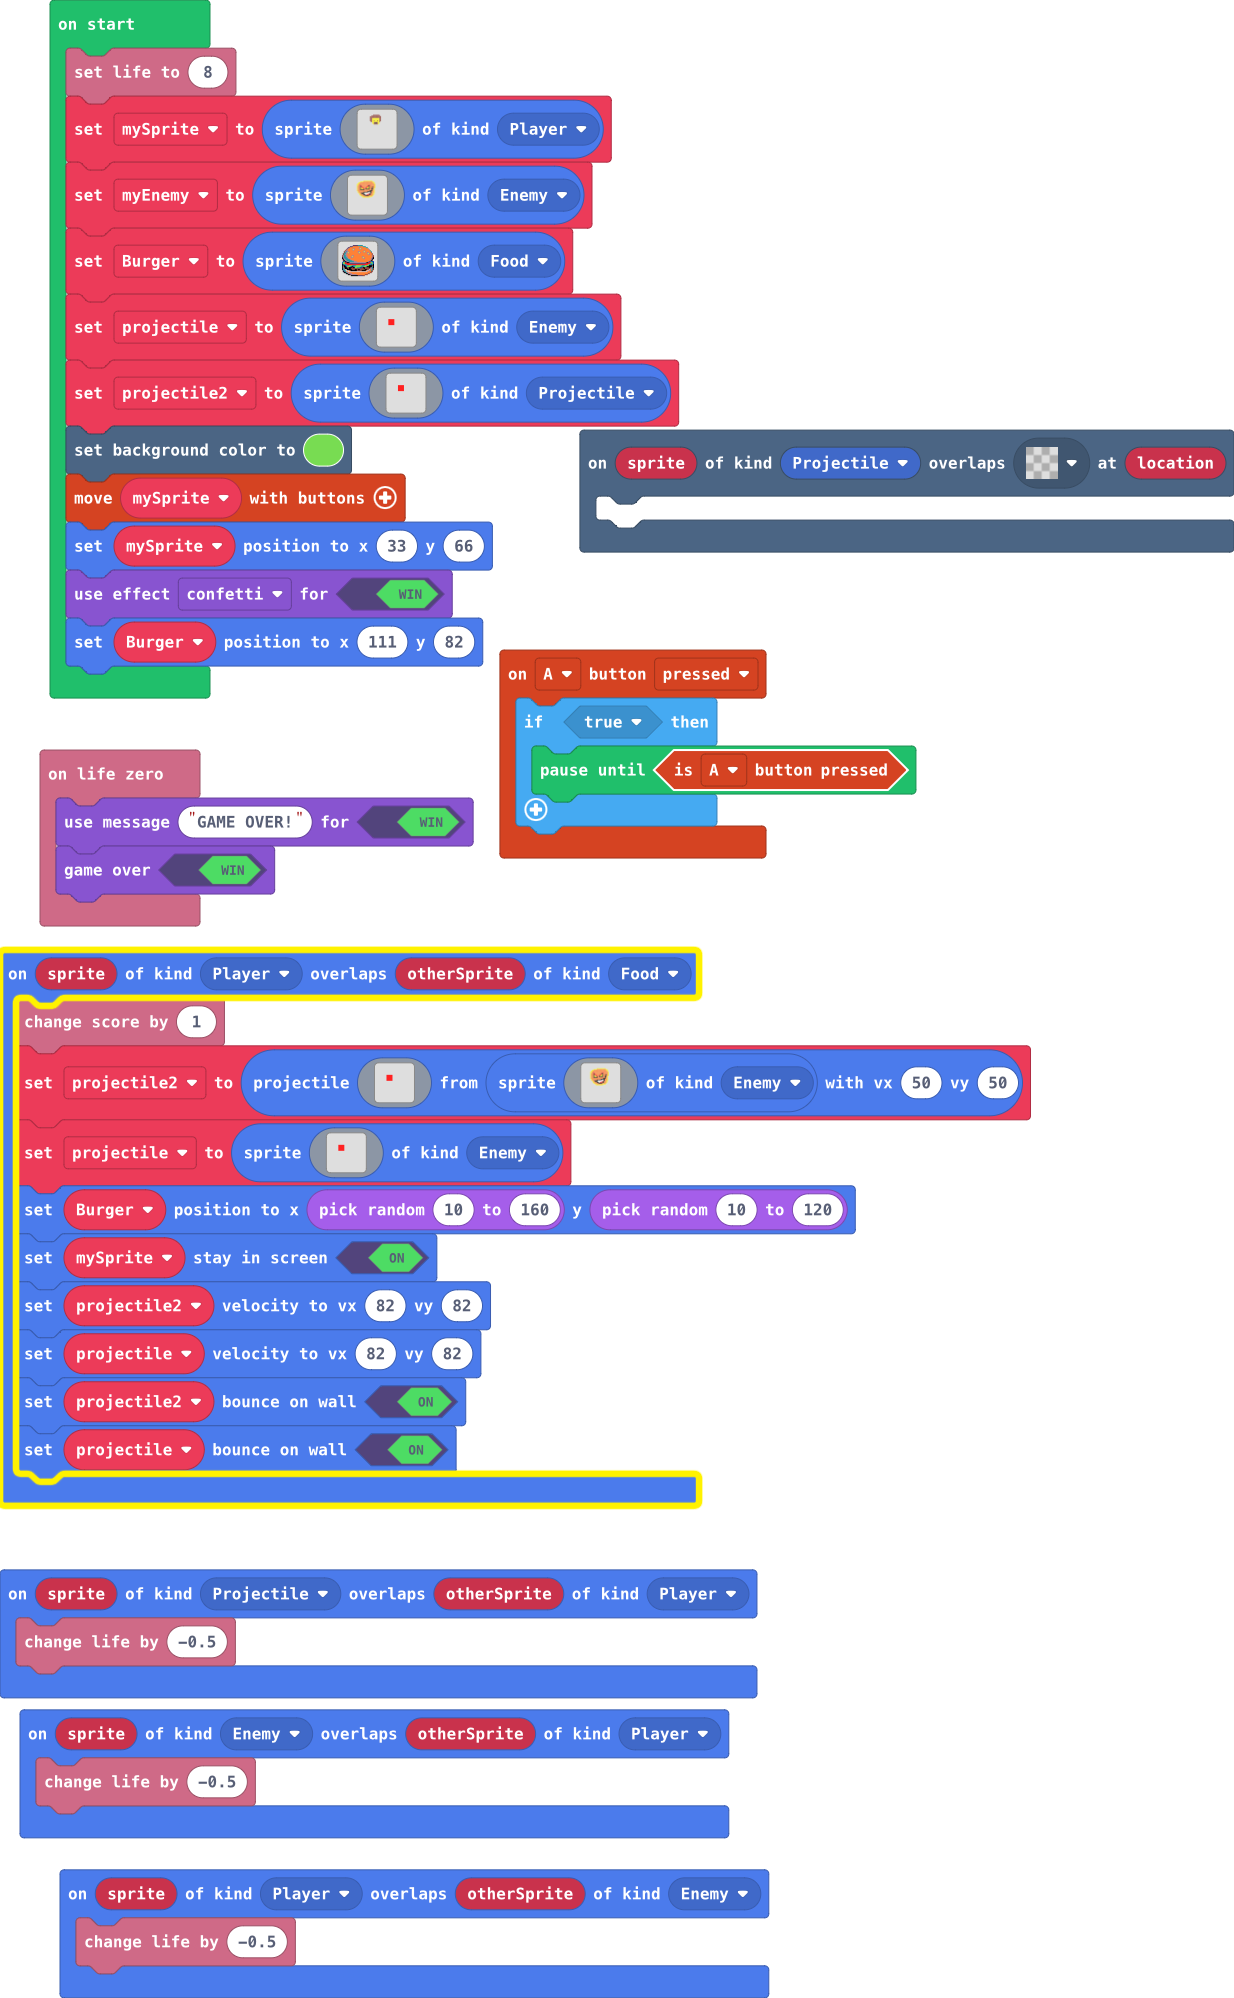 on start
set life to 8
set mySprite to sprite of kind Player
set myEnemy to sprite of kind Enemy
set Burger to sprite of kind Food
set projectile to sprite of kind Enemy
set projectile2 to sprite of kind Projectile
set background color to
move mySprite with buttons
set mySprite position to x 33 y 66
use effect confetti for WIN
set Burger position to x 111 y 82
on sprite of kind Projectile overlaps at location
on A button pressed
if true then
pause until is A button pressed
on life zero
use message "GAME OVER!" for WIN
game over WIN
on sprite of kind Player overlaps otherSprite of kind Food
change score by 1
set projectile2 to projectile from sprite of kind Enemy with vx 50 vy 50
set projectile to sprite of kind Enemy
set Burger position to x pick random 10 to 160 y pick random 10 to 120
set mySprite stay in screen ON
set projectile2 velocity to vx 82 vy 82
set projectile velocity to vx 82 vy 82
set projectile2 bounce on wall ON
set projectile bounce on wall ON
on sprite of kind Projectile overlaps otherSprite of kind Player
change life by -0.5
on sprite of kind Enemy overlaps otherSprite of kind Player
change life by -0.5
on sprite of kind Player overlaps otherSprite of kind Enemy
change life by -0.5